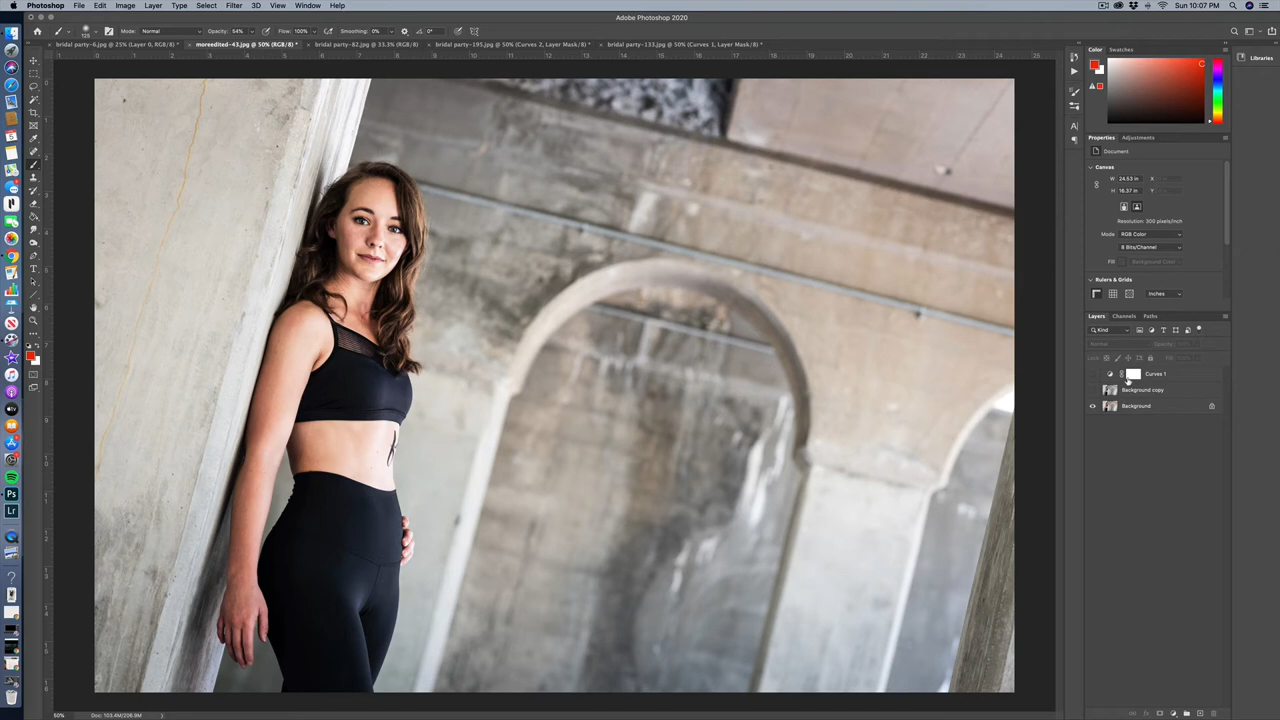 Photoshop File Edit Image Layer Type Select Filter 3D View Window Help
Sun 10:07 PM
Adobe Photoshop 2020
Mode: Normal Opacity: 54% Flow: 100% Smoothing: 0% 0°
bridal party-6.jpg @ 25% (Layer 0, RGB/8) * moreedited-43.jpg @ 50% (RGB/8) * bridal party-82.jpg @ 33.3% (RGB/8) bridal party-195.jpg @ 50% (Curves 2, Layer Mask/8) * bridal party-133.jpg @ 50% (Curves 1, Layer Mask/8) *
Color Swatches
Libraries
Properties Adjustments
Document
Canvas
W 24.53 in X
H 16.37 in Y
Resolution: 300 pixels/inch
Mode RGB Color
8 Bits/Channel
Fill Background Color
Rulers & Grids
Inches
Layers Channels Paths
Kind
Normal Opacity:
Lock: Fill:
Curves 1
Background copy
Background
50% Doc: 103.4M/206.9M